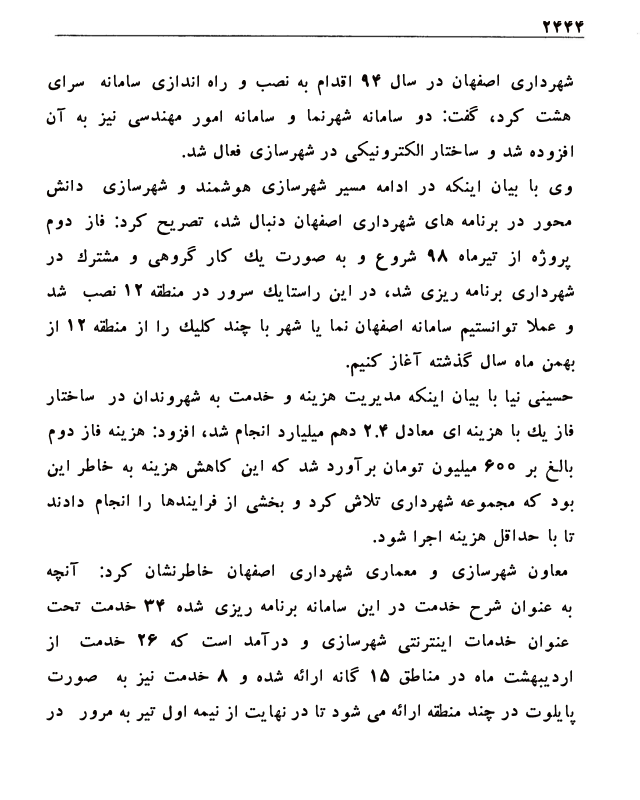 ۲۴۴۴
شهرداری اصفهان در سال ۹۴ اقدام به نصب و راه اندازی سامانه سرای
هشت کرد، گفت: دو سامانه شهرنما و سامانه امور مهندسی نیز به آن
افزوده شد و ساختار الکترونیکی در شهرسازی فعال شد.
وی با بیان اینکه در ادامه مسیر شهرسازی هوشمند و شهرسازی دانش
محور در برنامه های شهرداری اصفهان دنبال شد، تصریح کرد: فاز دوم
پروژه از تیرماه ۹۸ شروع و به صورت یك کار گروهی و مشترك در
شهرداری برنامه ریزی شد، در این راستایك سرور در منطقه ۱۲ نصب شد
و عملا توانستیم سامانه اصفهان نما یا شهر با چند کلیك را از منطقه ۱۲ از
بهمن ماه سال گذشته آغاز کنیم.
حسینی نیا با بیان اینکه مدیریت هزینه و خدمت به شهروندان در ساختار
فاز یك با هزینه ای معادل ۲.۴ دهم میلیارد انجام شد، افزود: هزینه فاز دوم
بالغ بر ۶۰۰ میلیون تومان برآورد شد که این کاهش هزینه به خاطر این
بود که مجموعه شهرداری تلاش کرد و بخشی از فرایندها را انجام دادند
تا با حداقل هزینه اجرا شود.
معاون شهرسازی و معماری شهرداری اصفهان خاطرنشان کرد: آنچه
به عنوان شرح خدمت در این سامانه برنامه ریزی شده ۳۴ خدمت تحت
عنوان خدمات اینترنتی شهرسازی و درآمد است که ۲۶ خدمت از
اردیبهشت ماه در مناطق ۱۵ گانه ارائه شده و ۸ خدمت نیز به صورت
پایلوت در چند منطقه ارائه می شود تا در نهایت از نیمه اول تیر به مرور در